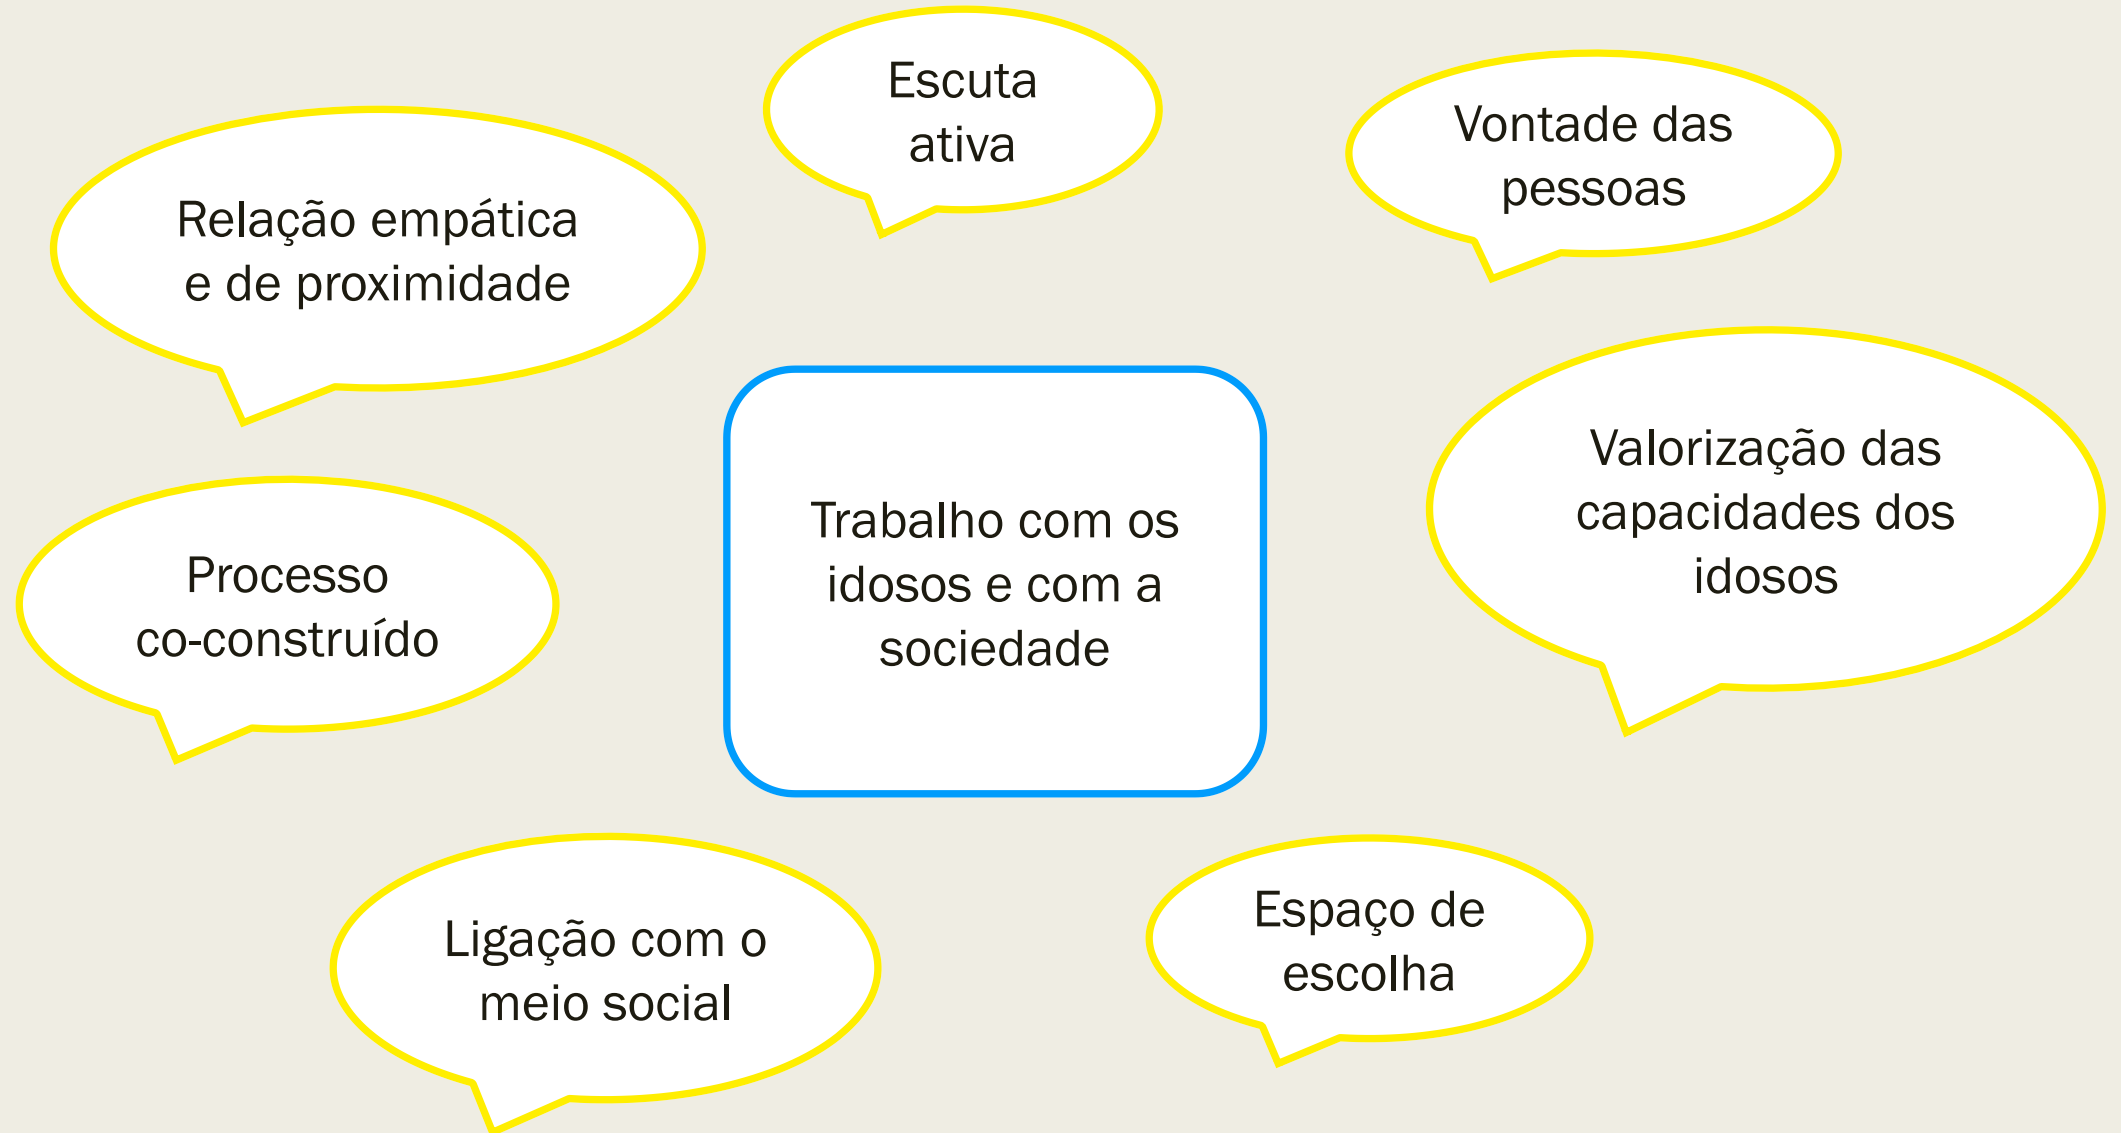 Escuta
ativa
Vontade das
pessoas
Relação empática
e de proximidade
Valorização das
capacidades dos
idosos
Trabalho com os
idosos e com a
sociedade
Processo
co-construído
Ligação com o
meio social
Espaço de
escolha